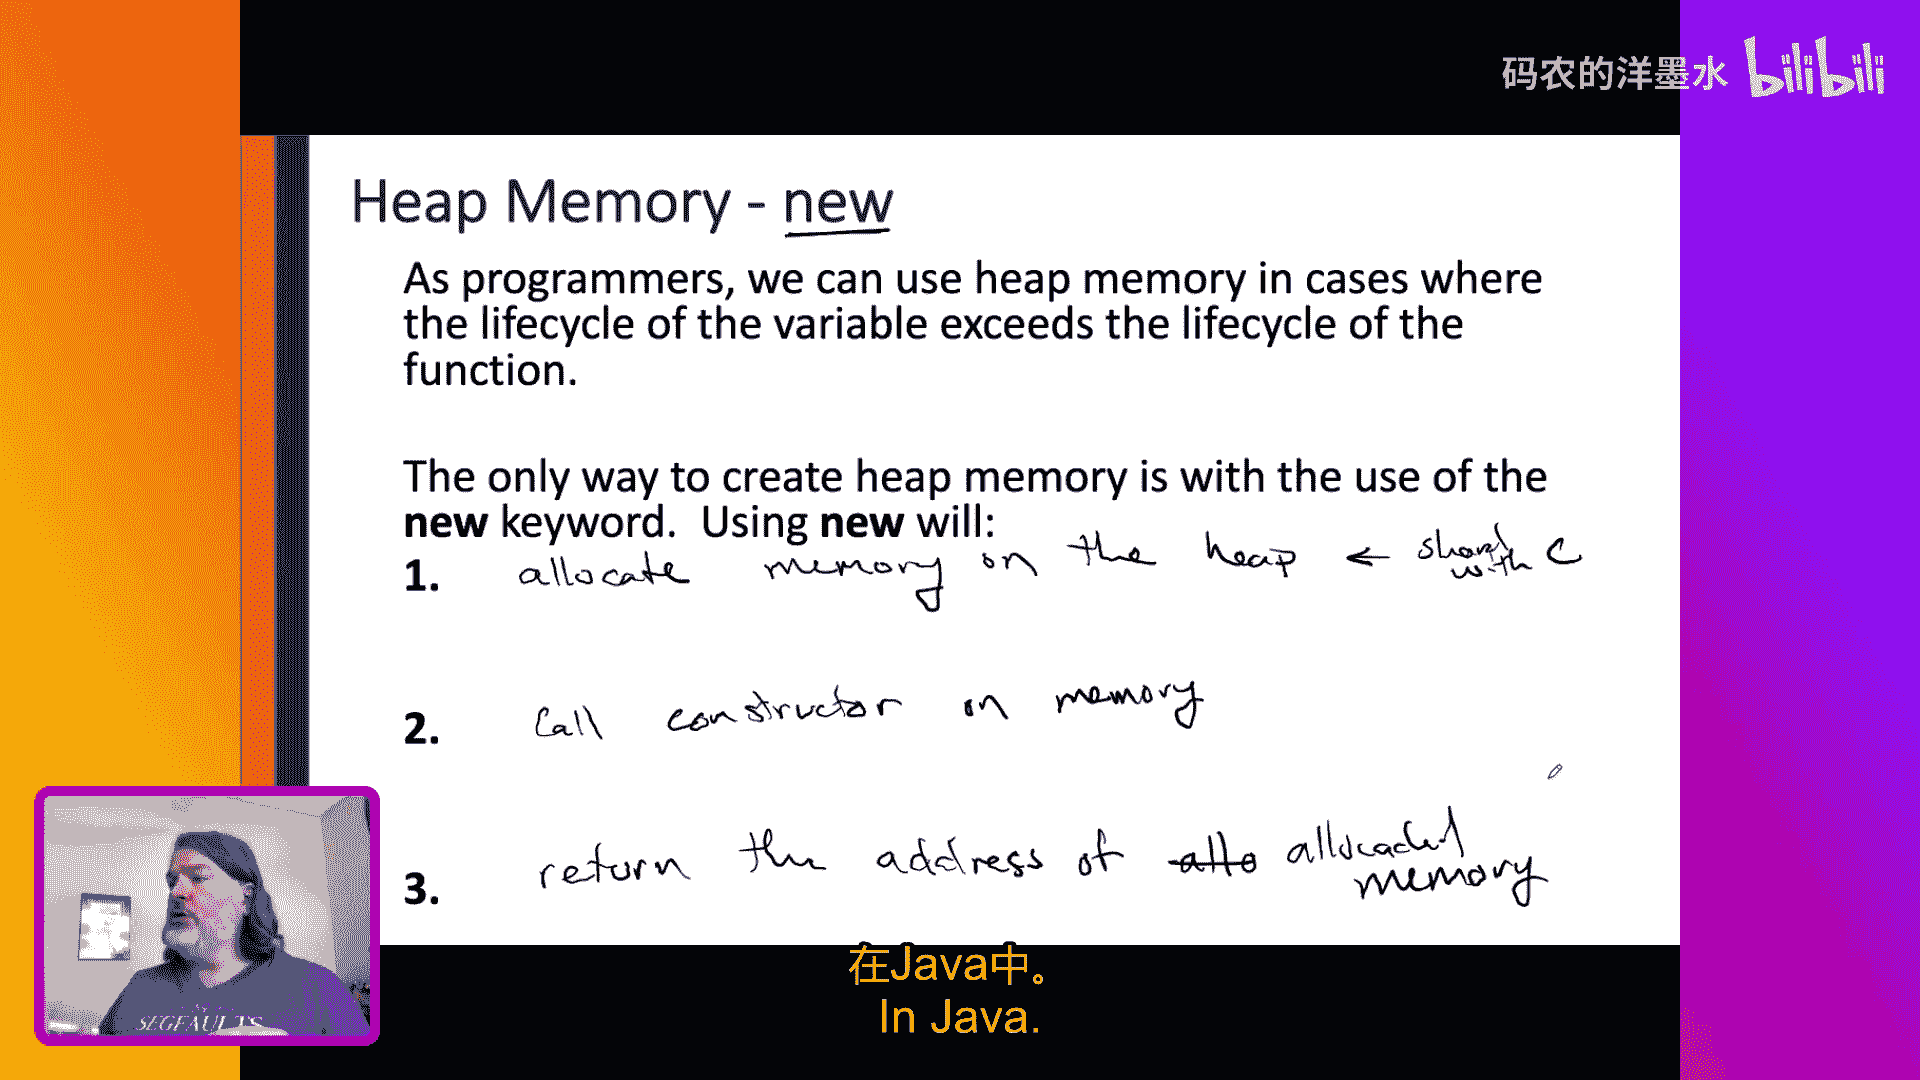 码农的洋墨水 bilibili
Heap Memory - new
As programmers, we can use heap memory in cases where
the lifecycle of the variable exceeds the lifecycle of the
function.
The only way to create heap memory is with the use of the
new keyword. Using new will:
1. allocate memory on the heap ← shared with C
2. Call constructor on memory
3. return the address of allo allocated
memory
SEGFAULTS
在Java中。
In Java.